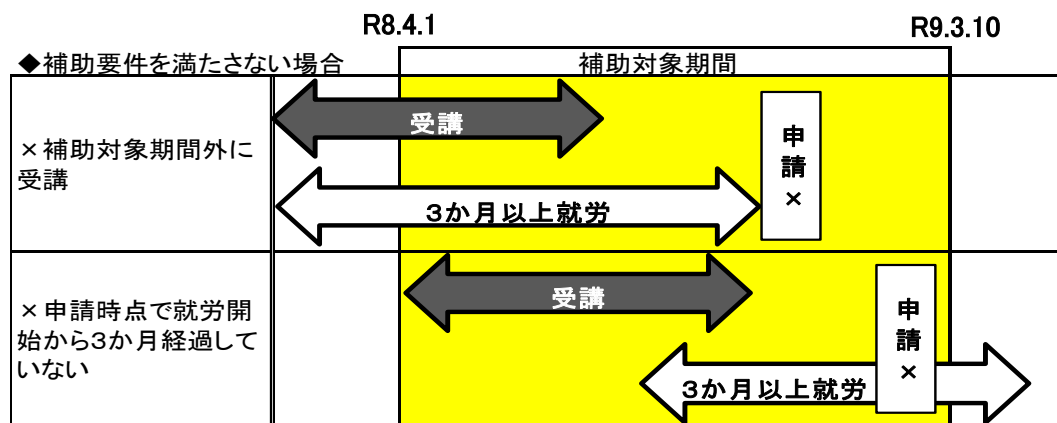 R8.4.1
R9.3.10
◆補助要件を満たさない場合
補助対象期間
×補助対象期間外に
受講
受講
3か月以上就労
申請×
×申請時点で就労開
始から3か月経過して
いない
受講
3か月以上就労
申請×